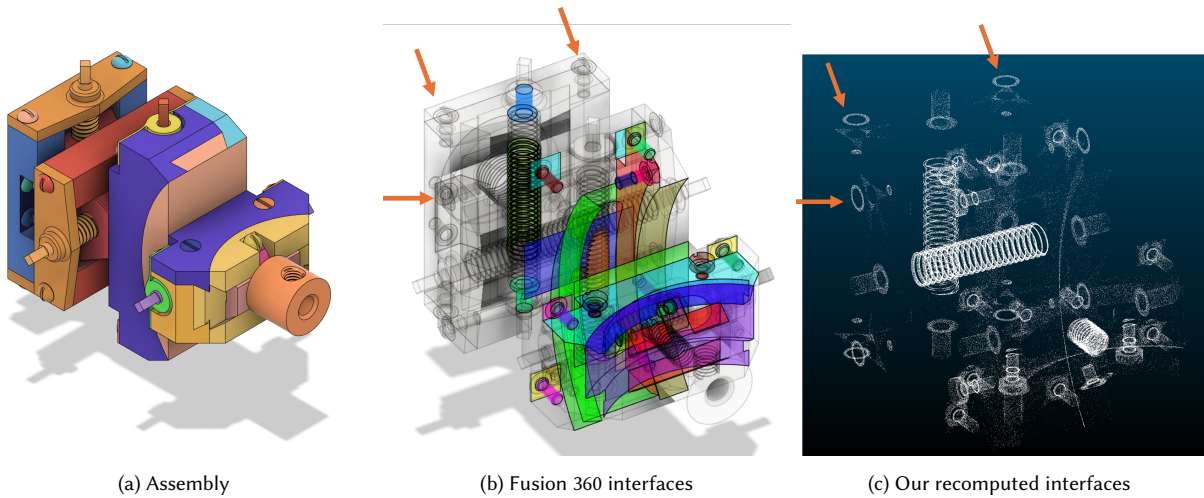 (a) Assembly
(b) Fusion 360 interfaces
(c) Our recomputed interfaces